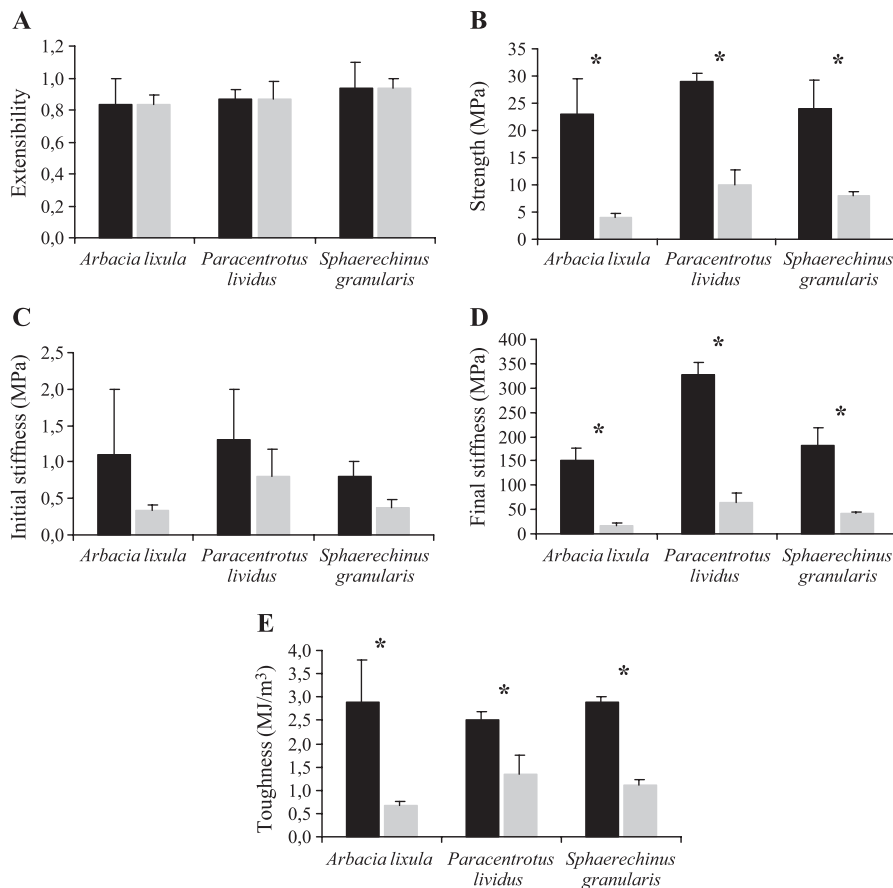 A
Extensibility
1,2
1,0
0,8
0,6
0,4
0,2
0,0
Arbacia lixula
Paracentrotus
lividus
Sphaerechinus
granularis
B
Strength (MPa)
35
30
25
20
15
10
5
0
*
*
*
Arbacia lixula
Paracentrotus
lividus
Sphaerechinus
granularis
C
Initial stiffness (MPa)
2,5
2,0
1,5
1,0
0,5
0,0
Arbacia lixula
Paracentrotus
lividus
Sphaerechinus
granularis
D
Final stiffness (MPa)
400
350
300
250
200
150
100
50
0
*
*
*
Arbacia lixula
Paracentrotus
lividus
Sphaerechinus
granularis
E
Toughness (MJ/m³)
4,0
3,5
3,0
2,5
2,0
1,5
1,0
0,5
0,0
*
*
*
Arbacia lixula
Paracentrotus
lividus
Sphaerechinus
granularis